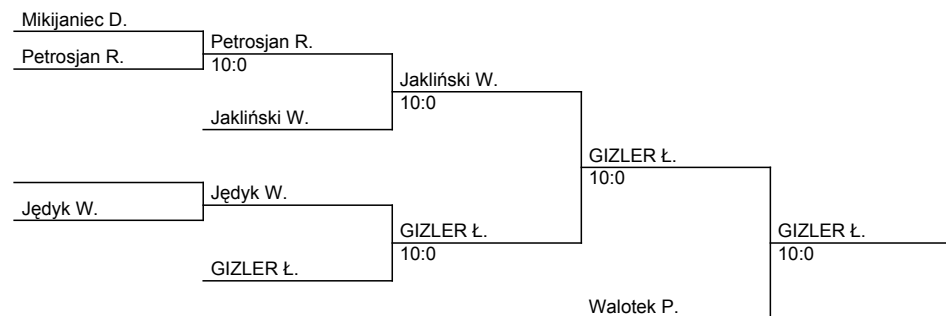 Mikijaniec D.
Petrosjan R.
Petrosjan R.
10:0
Jakliński W.
10:0
Jakliński W.
GIZLER Ł.
10:0
Jędyk W.
Jędyk W.
GIZLER Ł.
10:0
GIZLER Ł.
10:0
GIZLER Ł.
Walotek P.